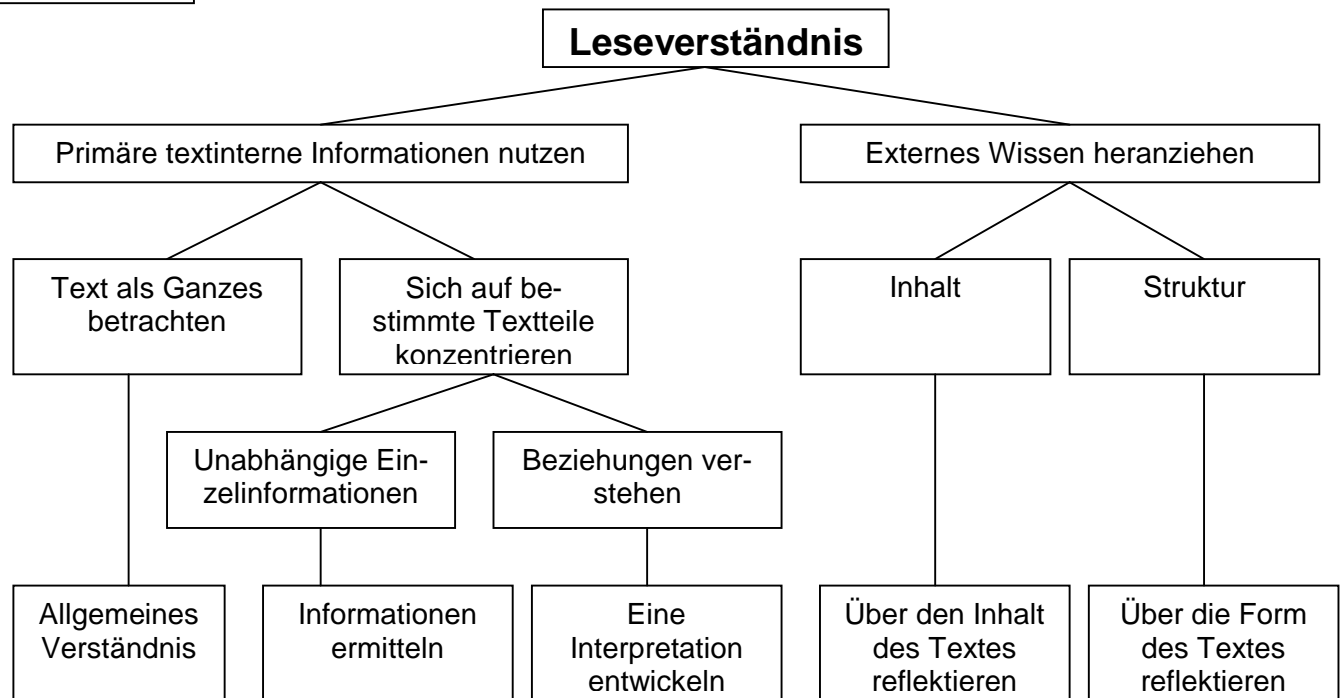 Leseverständnis
Primäre textinterne Informationen nutzen
Externes Wissen heranziehen
Text als Ganzes
betrachten
Sich auf be-
stimmte Textteile
konzentrieren
Inhalt
Struktur
Unabhängige Ein-
zelinformationen
Beziehungen ver-
stehen
Allgemeines
Verständnis
Informationen
ermitteln
Eine
Interpretation
entwickeln
Über den Inhalt
des Textes
reflektieren
Über die Form
des Textes
reflektieren